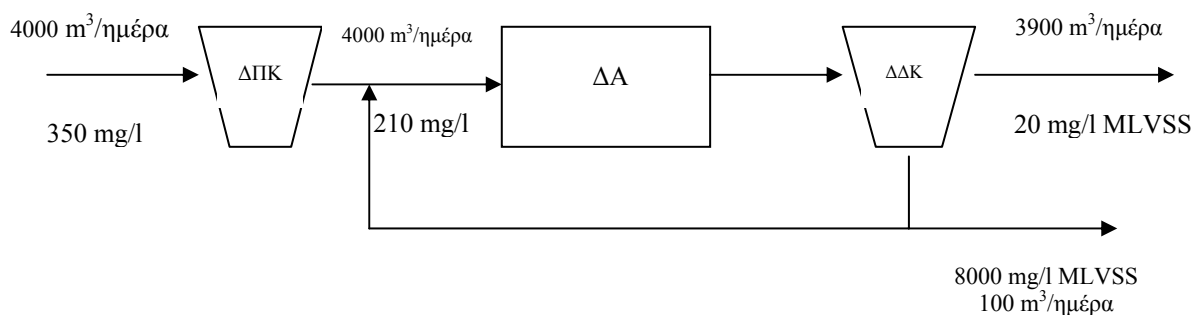 4000 m³/ημέρα
350 mg/l
ΔΠΚ
4000 m³/ημέρα
210 mg/l
ΔΑ
ΔΔΚ
3900 m³/ημέρα
20 mg/l MLVSS
8000 mg/l MLVSS
100 m³/ημέρα